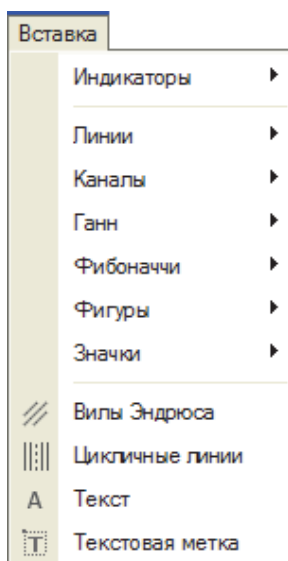 Вставка
Индикаторы
Линии
Каналы
Ганн
Фибоначчи
Фигуры
Значки
Вилы Эндрюса
Цикличные линии
A Текст
T Текстовая метка